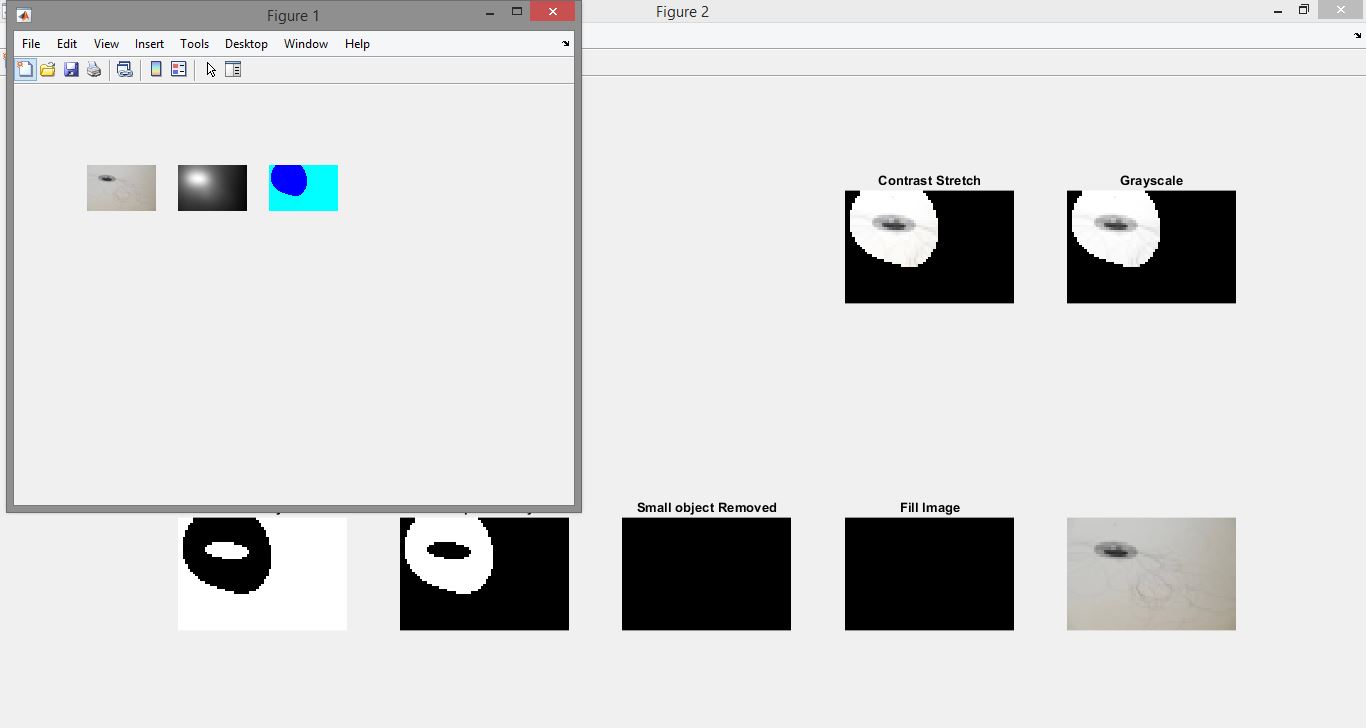 Figure 1
Figure 2
File Edit View Insert Tools Desktop Window Help
Contrast Stretch
Grayscale
Small object Removed
Fill Image